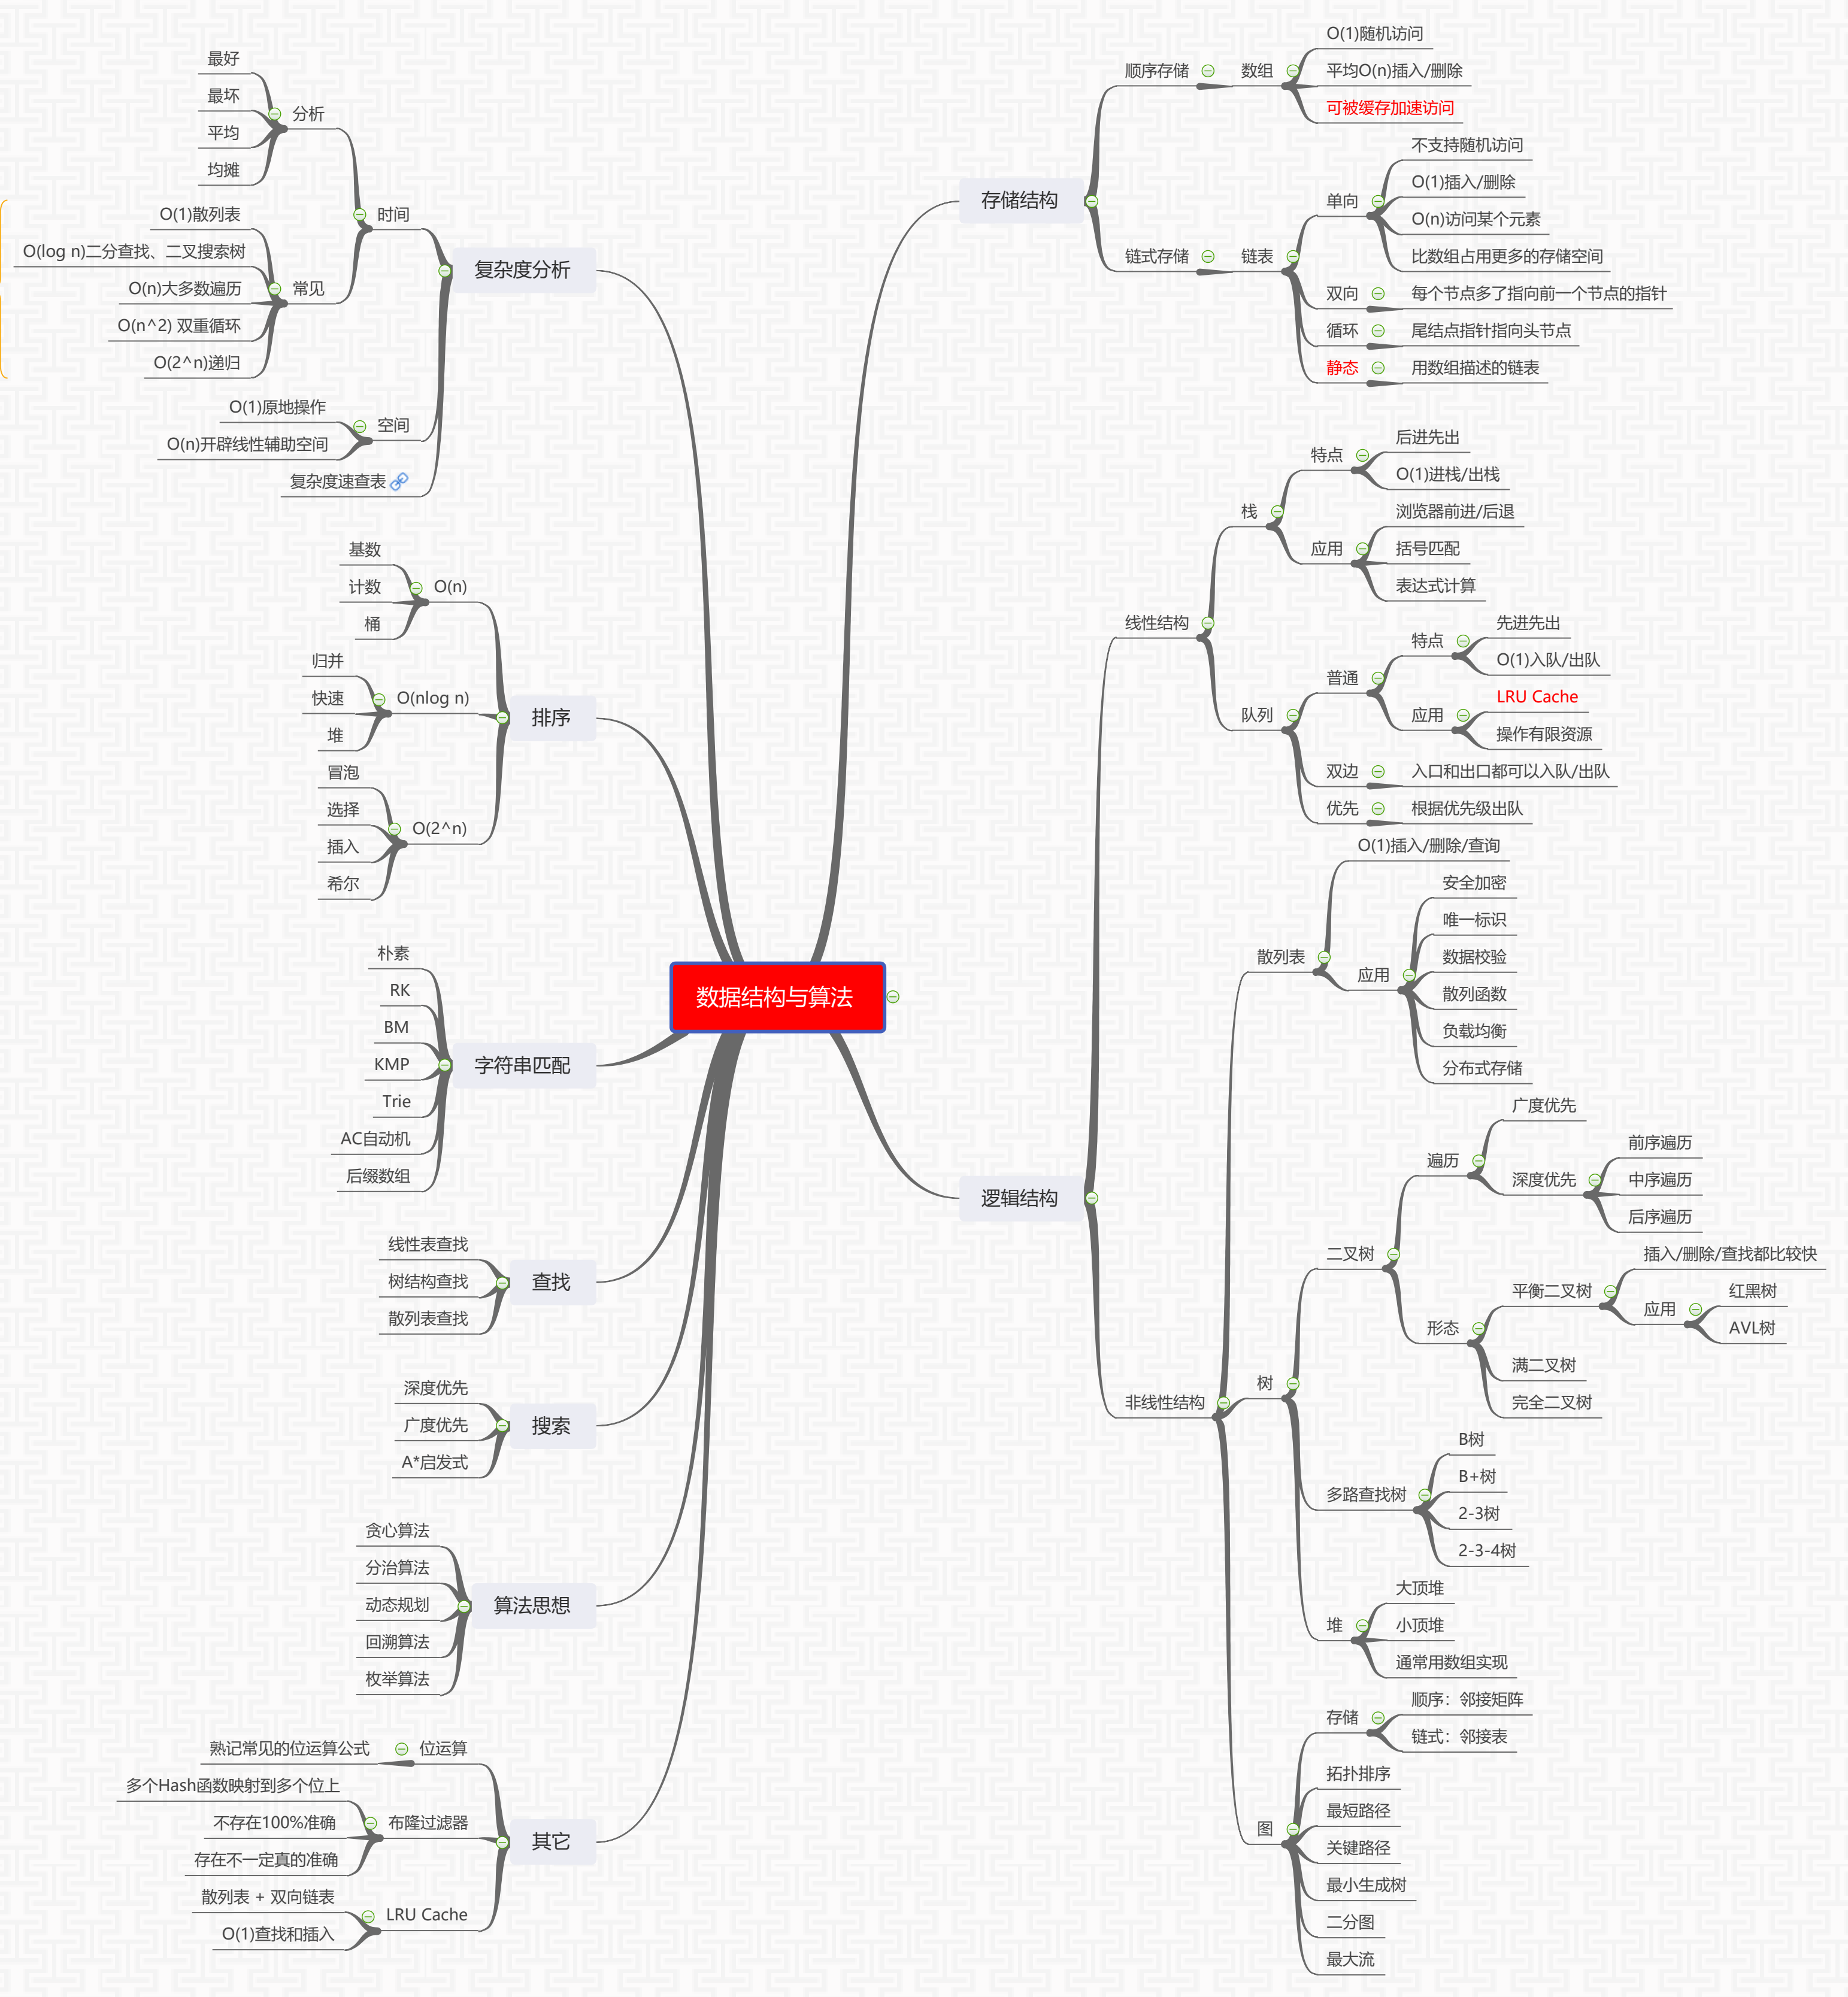 数据结构与算法
复杂度分析
时间
分析
最好
最坏
平均
均摊
常见
O(1)散列表
O(log n)二分查找、二叉搜索树
O(n)大多数遍历
O(n^2) 双重循环
O(2^n)递归
空间
O(1)原地操作
O(n)开辟线性辅助空间
复杂度速查表
排序
O(n)
基数
计数
桶
O(nlog n)
归并
快速
堆
O(2^n)
冒泡
选择
插入
希尔
字符串匹配
朴素
RK
BM
KMP
Trie
AC自动机
后缀数组
查找
线性表查找
树结构查找
散列表查找
搜索
深度优先
广度优先
A*启发式
算法思想
贪心算法
分治算法
动态规划
回溯算法
枚举算法
其它
位运算
熟记常见的位运算公式
布隆过滤器
多个Hash函数映射到多个位上
不存在100%准确
存在不一定真的准确
LRU Cache
散列表 + 双向链表
O(1)查找和插入
存储结构
顺序存储
数组
O(1)随机访问
平均O(n)插入/删除
可被缓存加速访问
链式存储
链表
单向
不支持随机访问
O(1)插入/删除
O(n)访问某个元素
比数组占用更多的存储空间
双向
每个节点多了指向前一个节点的指针
循环
尾结点指针指向头节点
静态
用数组描述的链表
逻辑结构
线性结构
栈
特点
后进先出
O(1)进栈/出栈
应用
浏览器前进/后退
括号匹配
表达式计算
队列
普通
特点
先进先出
O(1)入队/出队
应用
LRU Cache
操作有限资源
双边
入口和出口都可以入队/出队
优先
根据优先级出队
非线性结构
散列表
O(1)插入/删除/查询
应用
安全加密
唯一标识
数据校验
散列函数
负载均衡
分布式存储
树
二叉树
遍历
广度优先
深度优先
前序遍历
中序遍历
后序遍历
形态
平衡二叉树
插入/删除/查找都比较快
应用
红黑树
AVL树
满二叉树
完全二叉树
多路查找树
B树
B+树
2-3树
2-3-4树
堆
大顶堆
小顶堆
通常用数组实现
图
存储
顺序：邻接矩阵
链式：邻接表
拓扑排序
最短路径
关键路径
最小生成树
二分图
最大流